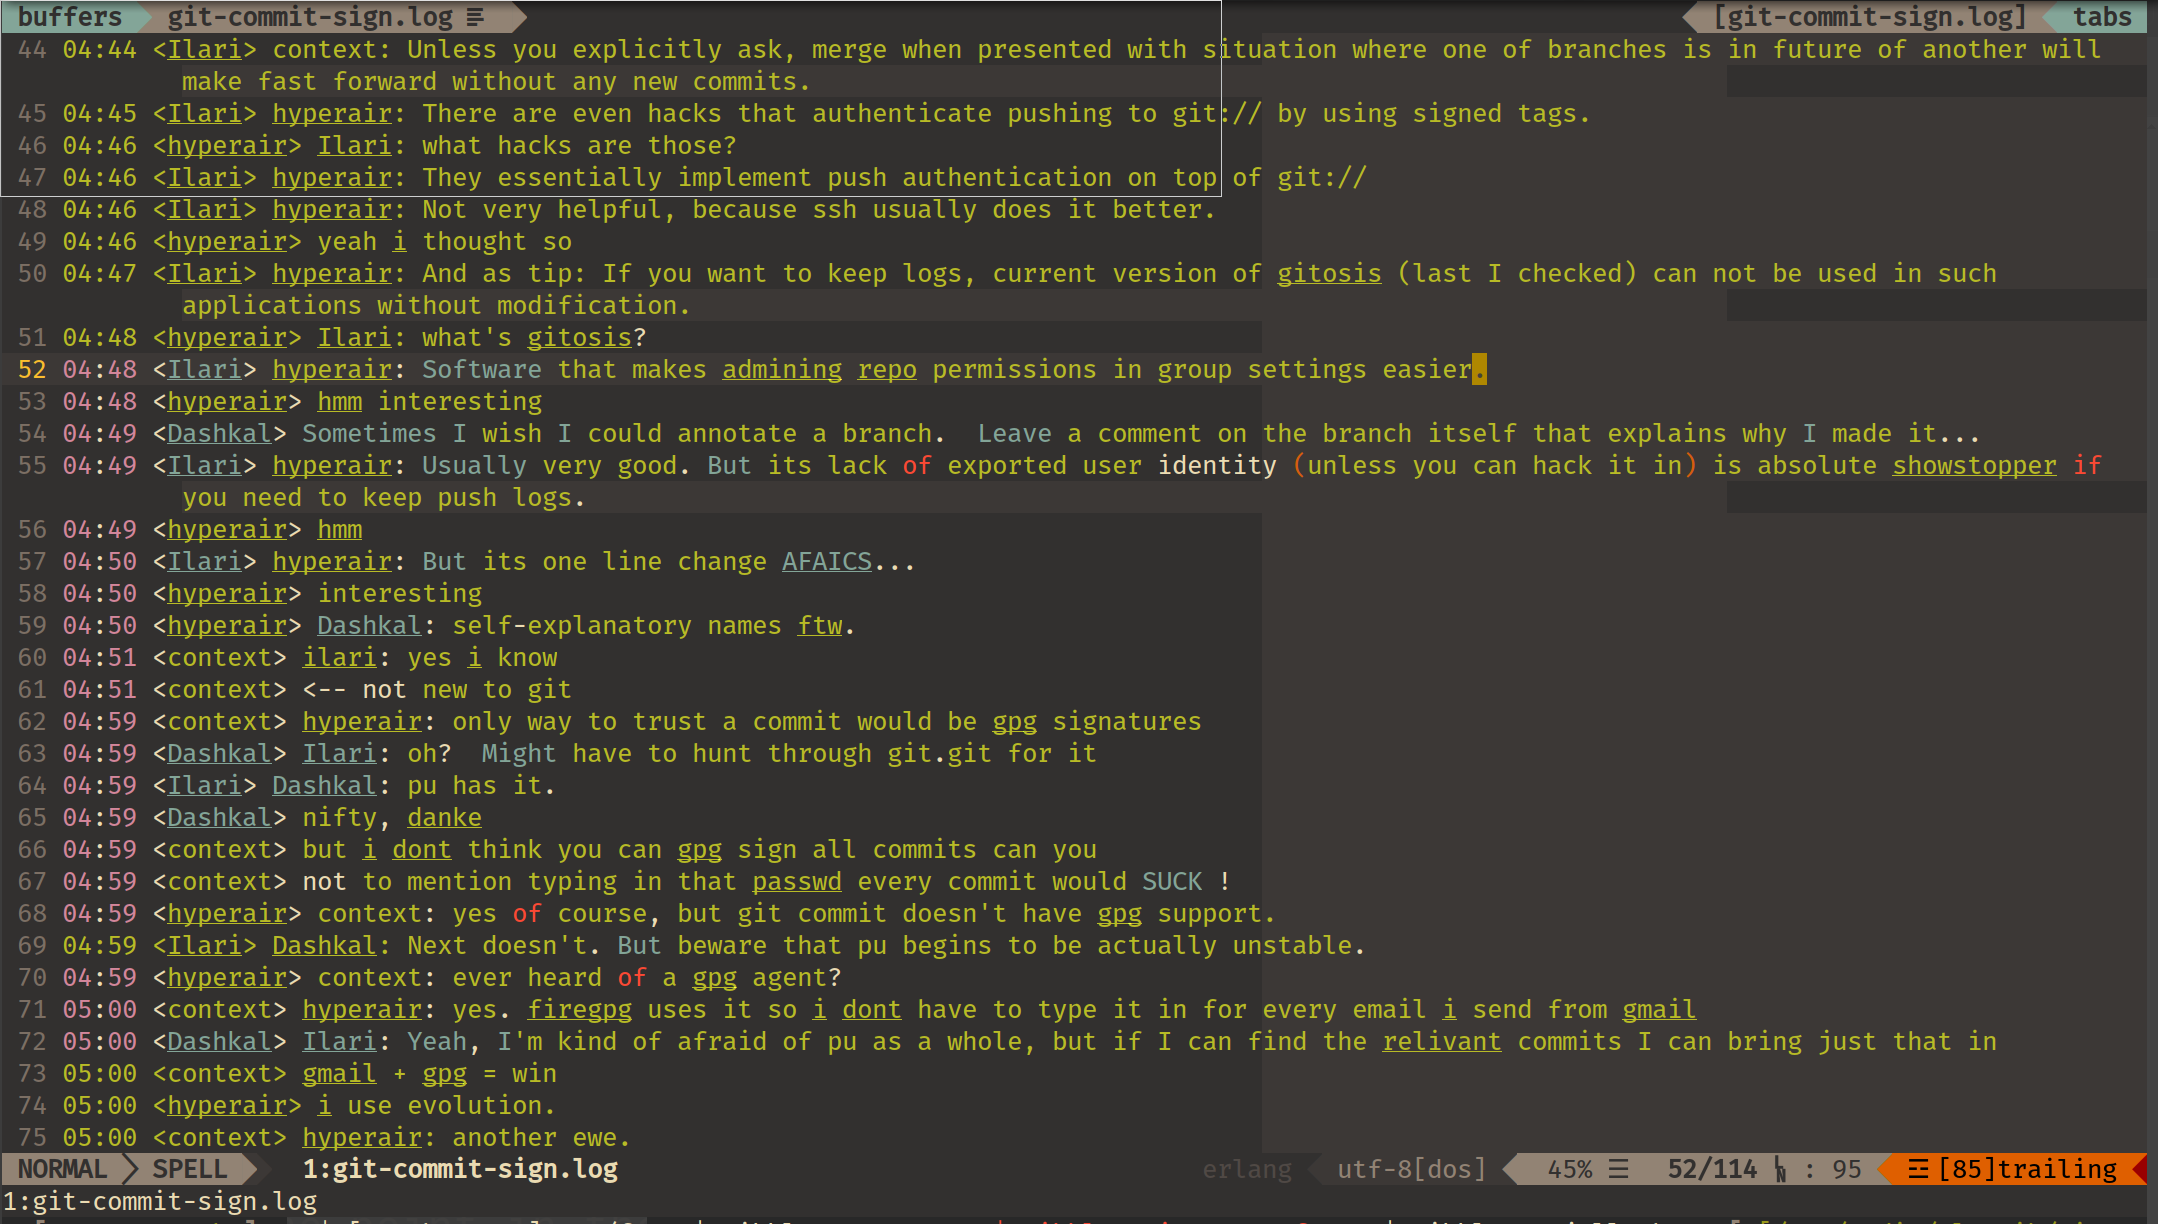 buffers git-commit-sign.log [git-commit-sign.log] tabs
44 04:44 <Ilari> context: Unless you explicitly ask, merge when presented with situation where one of branches is in future of another will
make fast forward without any new commits.
45 04:45 <Ilari> hyperair: There are even hacks that authenticate pushing to git:// by using signed tags.
46 04:46 <hyperair> Ilari: what hacks are those?
47 04:46 <Ilari> hyperair: They essentially implement push authentication on top of git://
48 04:46 <Ilari> hyperair: Not very helpful, because ssh usually does it better.
49 04:46 <hyperair> yeah i thought so
50 04:47 <Ilari> hyperair: And as tip: If you want to keep logs, current version of gitosis (last I checked) can not be used in such
applications without modification.
51 04:48 <hyperair> Ilari: what's gitosis?
52 04:48 <Ilari> hyperair: Software that makes admining repo permissions in group settings easier.
53 04:48 <hyperair> hmm interesting
54 04:49 <Dashkal> Sometimes I wish I could annotate a branch.  Leave a comment on the branch itself that explains why I made it...
55 04:49 <Ilari> hyperair: Usually very good. But its lack of exported user identity (unless you can hack it in) is absolute showstopper if
you need to keep push logs.
56 04:49 <hyperair> hmm
57 04:50 <Ilari> hyperair: But its one line change AFAICS...
58 04:50 <hyperair> interesting
59 04:50 <hyperair> Dashkal: self-explanatory names ftw.
60 04:51 <context> ilari: yes i know
61 04:51 <context> <-- not new to git
62 04:59 <context> hyperair: only way to trust a commit would be gpg signatures
63 04:59 <Dashkal> Ilari: oh?  Might have to hunt through git.git for it
64 04:59 <Ilari> Dashkal: pu has it.
65 04:59 <Dashkal> nifty, danke
66 04:59 <context> but i dont think you can gpg sign all commits can you
67 04:59 <context> not to mention typing in that passwd every commit would SUCK !
68 04:59 <hyperair> context: yes of course, but git commit doesn't have gpg support.
69 04:59 <Ilari> Dashkal: Next doesn't. But beware that pu begins to be actually unstable.
70 04:59 <hyperair> context: ever heard of a gpg agent?
71 05:00 <context> hyperair: yes. firegpg uses it so i dont have to type it in for every email i send from gmail
72 05:00 <Dashkal> Ilari: Yeah, I'm kind of afraid of pu as a whole, but if I can find the relivant commits I can bring just that in
73 05:00 <context> gmail + gpg = win
74 05:00 <hyperair> i use evolution.
75 05:00 <context> hyperair: another ewe.
NORMAL SPELL 1:git-commit-sign.log erlang utf-8[dos] 45% ☰ 52/114 : 95 ☲ [85]trailing
1:git-commit-sign.log